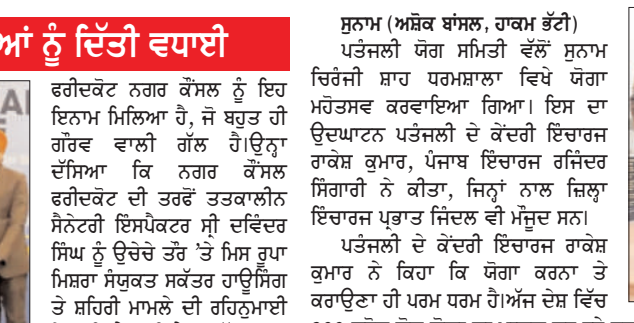 ਆਂ ਨੂੰ ਦਿੱਤੀ ਵਧਾਈ
ਫਰੀਦਕੋਟ ਨਗਰ ਕੌਂਸਲ ਨੂੰ ਇਹ
ਇਨਾਮ ਮਿਲਿਆ ਹੈ, ਜੋ ਬਹੁਤ ਹੀ
ਗੌਰਵ ਵਾਲੀ ਗੱਲ ਹੈ।ਉਨ੍ਹਾ
ਦੱਸਿਆ ਕਿ ਨਗਰ ਕੌਂਸਲ
ਫਰੀਦਕੋਟ ਦੀ ਤਰਫੋਂ ਤਤਕਾਲੀਨ
ਸੈਨੇਟਰੀ ਇੰਸਪੈਕਟਰ ਸ੍ਰੀ ਦਵਿੰਦਰ
ਸਿੰਘ ਨੂੰ ਉਚੇਚੇ ਤੌਰ 'ਤੇ ਮਿਸ ਰੂਪਾ
ਮਿਸ਼ਰਾ ਸੰਯੁਕਤ ਸਕੱਤਰ ਹਾਊਸਿੰਗ
ਤੇ ਸ਼ਹਿਰੀ ਮਾਮਲੇ ਦੀ ਰਹਿਨੁਮਾਈ
ਸੁਨਾਮ (ਅਸ਼ੋਕ ਬਾਂਸਲ, ਹਾਕਮ ਭੱਟੀ)
ਪਤੰਜਲੀ ਯੋਗ ਸਮਿਤੀ ਵੱਲੋਂ ਸੁਨਾਮ
ਚਿਰੰਜੀ ਸ਼ਾਹ ਧਰਮਸ਼ਾਲਾ ਵਿਖੇ ਯੋਗਾ
ਮਹੋਤਸਵ ਕਰਵਾਇਆ ਗਿਆ। ਇਸ ਦਾ
ਉਦਘਾਟਨ ਪਤੰਜਲੀ ਦੇ ਕੇਂਦਰੀ ਇੰਚਾਰਜ
ਰਾਕੇਸ਼ ਕੁਮਾਰ, ਪੰਜਾਬ ਇੰਚਾਰਜ ਰਜਿੰਦਰ
ਸਿੰਗਾਰੀ ਨੇ ਕੀਤਾ, ਜਿਨ੍ਹਾਂ ਨਾਲ ਜ਼ਿਲ੍ਹਾ
ਇੰਚਾਰਜ ਪ੍ਰਭਾਤ ਜਿੰਦਲ ਵੀ ਮੌਜੂਦ ਸਨ।
ਪਤੰਜਲੀ ਦੇ ਕੇਂਦਰੀ ਇੰਚਾਰਜ ਰਾਕੇਸ਼
ਕੁਮਾਰ ਨੇ ਕਿਹਾ ਕਿ ਯੋਗਾ ਕਰਨਾ ਤੇ
ਕਰਾਉਣਾ ਹੀ ਪਰਮ ਧਰਮ ਹੈ।ਅੱਜ ਦੇਸ਼ ਵਿੱਚ